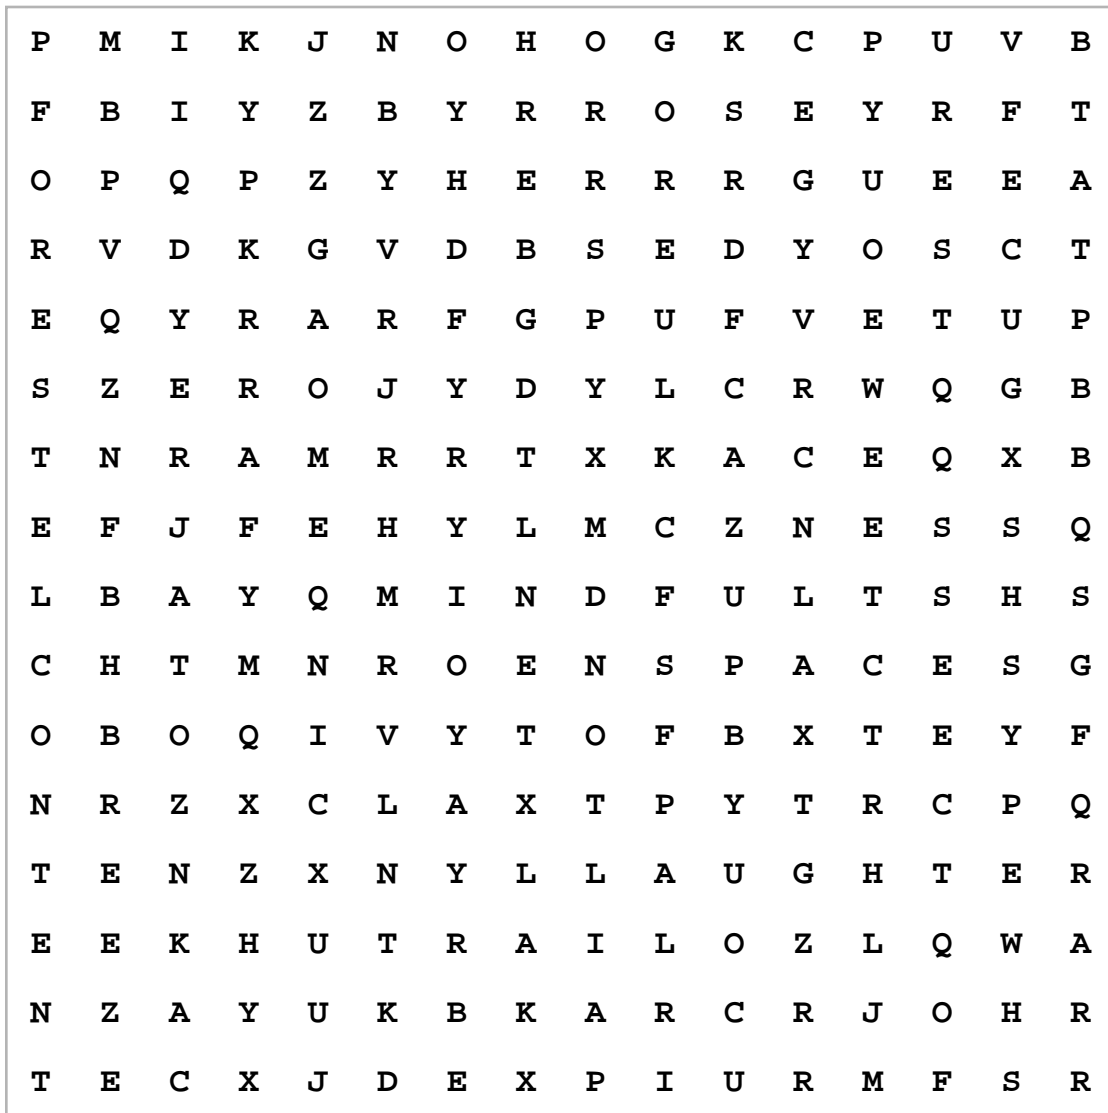 P M I K J N O H O G K C P U V B
F B I Y Z B Y R R O S E Y R F T
O P Q P Z Y H E R R R G U E E A
R V D K G V D B S E D Y O S C T
E Q Y R A R F G P U F V E T U P
S Z E R O J Y D Y L C R W Q G B
T N R A M R R T X K A C E Q X B
E F J F E H Y L M C Z N E S S Q
L B A Y Q M I N D F U L T S H S
C H T M N R O E N S P A C E S G
O B O Q I V Y T O F B X T E Y F
N R Z X C L A X T P Y T R C P Q
T E N Z X N Y L L A U G H T E R
E E K H U T R A I L O Z L Q W A
N Z A Y U K B K A R C R J O H R
T E C X J D E X P I U R M F S R